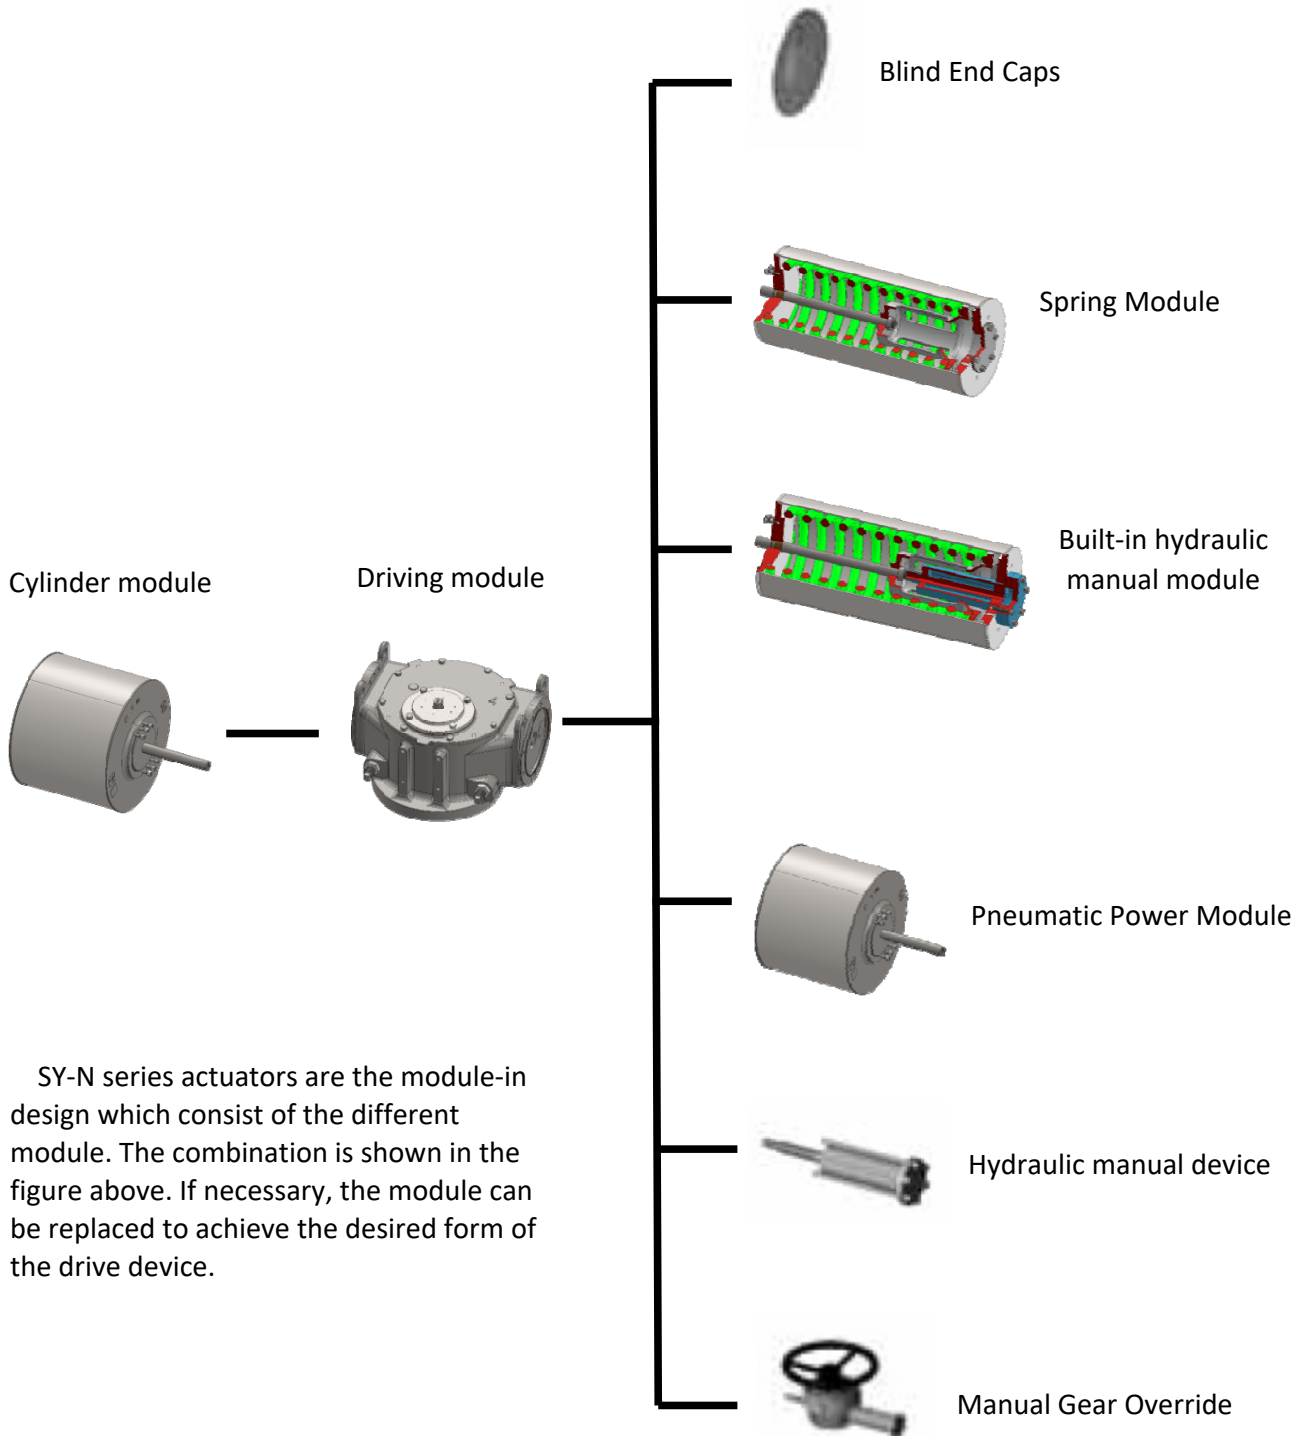 Blind End Caps
Spring Module
Built-in hydraulic
manual module
Cylinder module
Driving module
Pneumatic Power Module
SY-N series actuators are the module-in
design which consist of the different
module. The combination is shown in the
figure above. If necessary, the module can
be replaced to achieve the desired form of
the drive device.
Hydraulic manual device
Manual Gear Override